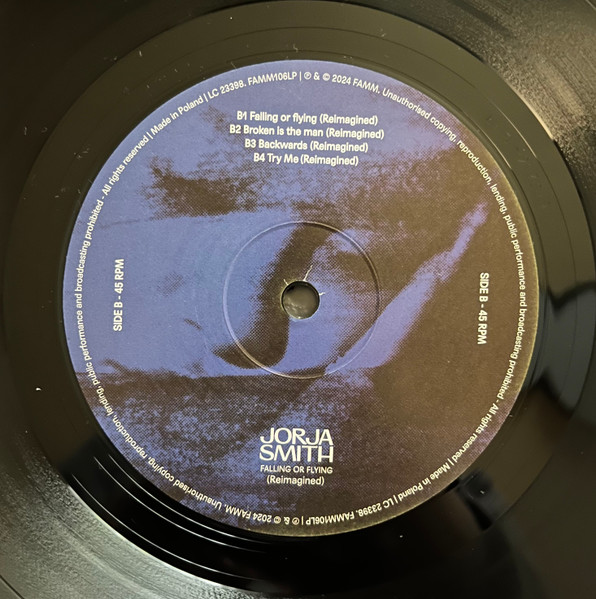 All rights reserved | Made in Poland | LC 23398. FAMM106LP | ℗ & © 2024 FAMM. Unauthorised copying, reproduction, lending, public performance and broadcasting prohibited - All rights reserved | Made in Poland | LC 23398. FAMM106LP | ℗ & © 2024 FAMM. Unauthorised copying, reproduction, lending, public performance and broadcasting prohibited -
B1 Falling or flying (Reimagined)
B2 Broken is the man (Reimagined)
B3 Backwards (Reimagined)
B4 Try Me (Reimagined)
SIDE B - 45 RPM
SIDE B - 45 RPM
JORJA
SMITH
FALLING OR FLYING
(Reimagined)